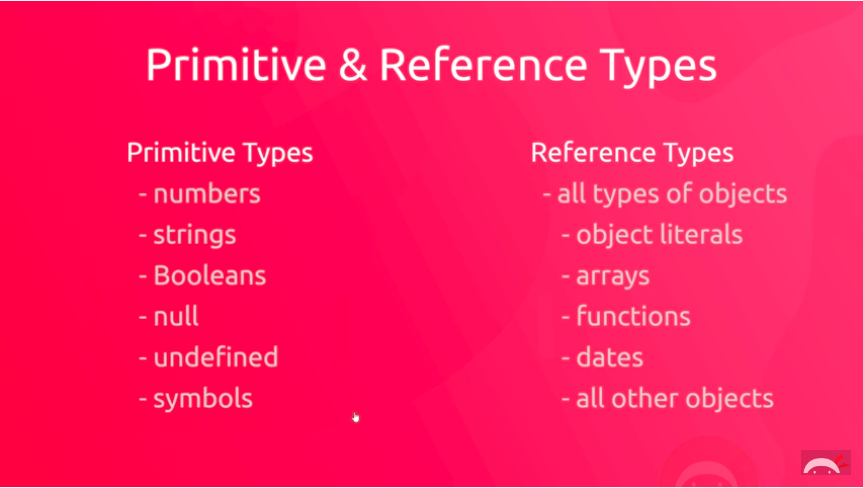 Primitive & Reference Types
Primitive Types
- numbers
- strings
- Booleans
- null
- undefined
- symbols
Reference Types
- all types of objects
- object literals
- arrays
- functions
- dates
- all other objects